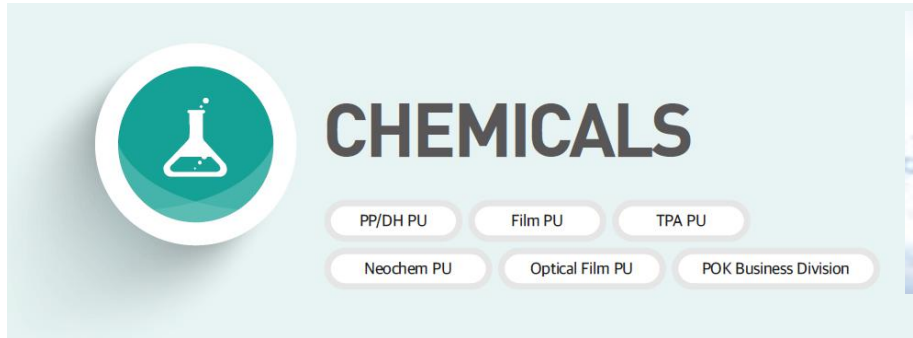 CHEMICALS
PP/DH PU Film PU TPA PU
Neochem PU Optical Film PU POK Business Division